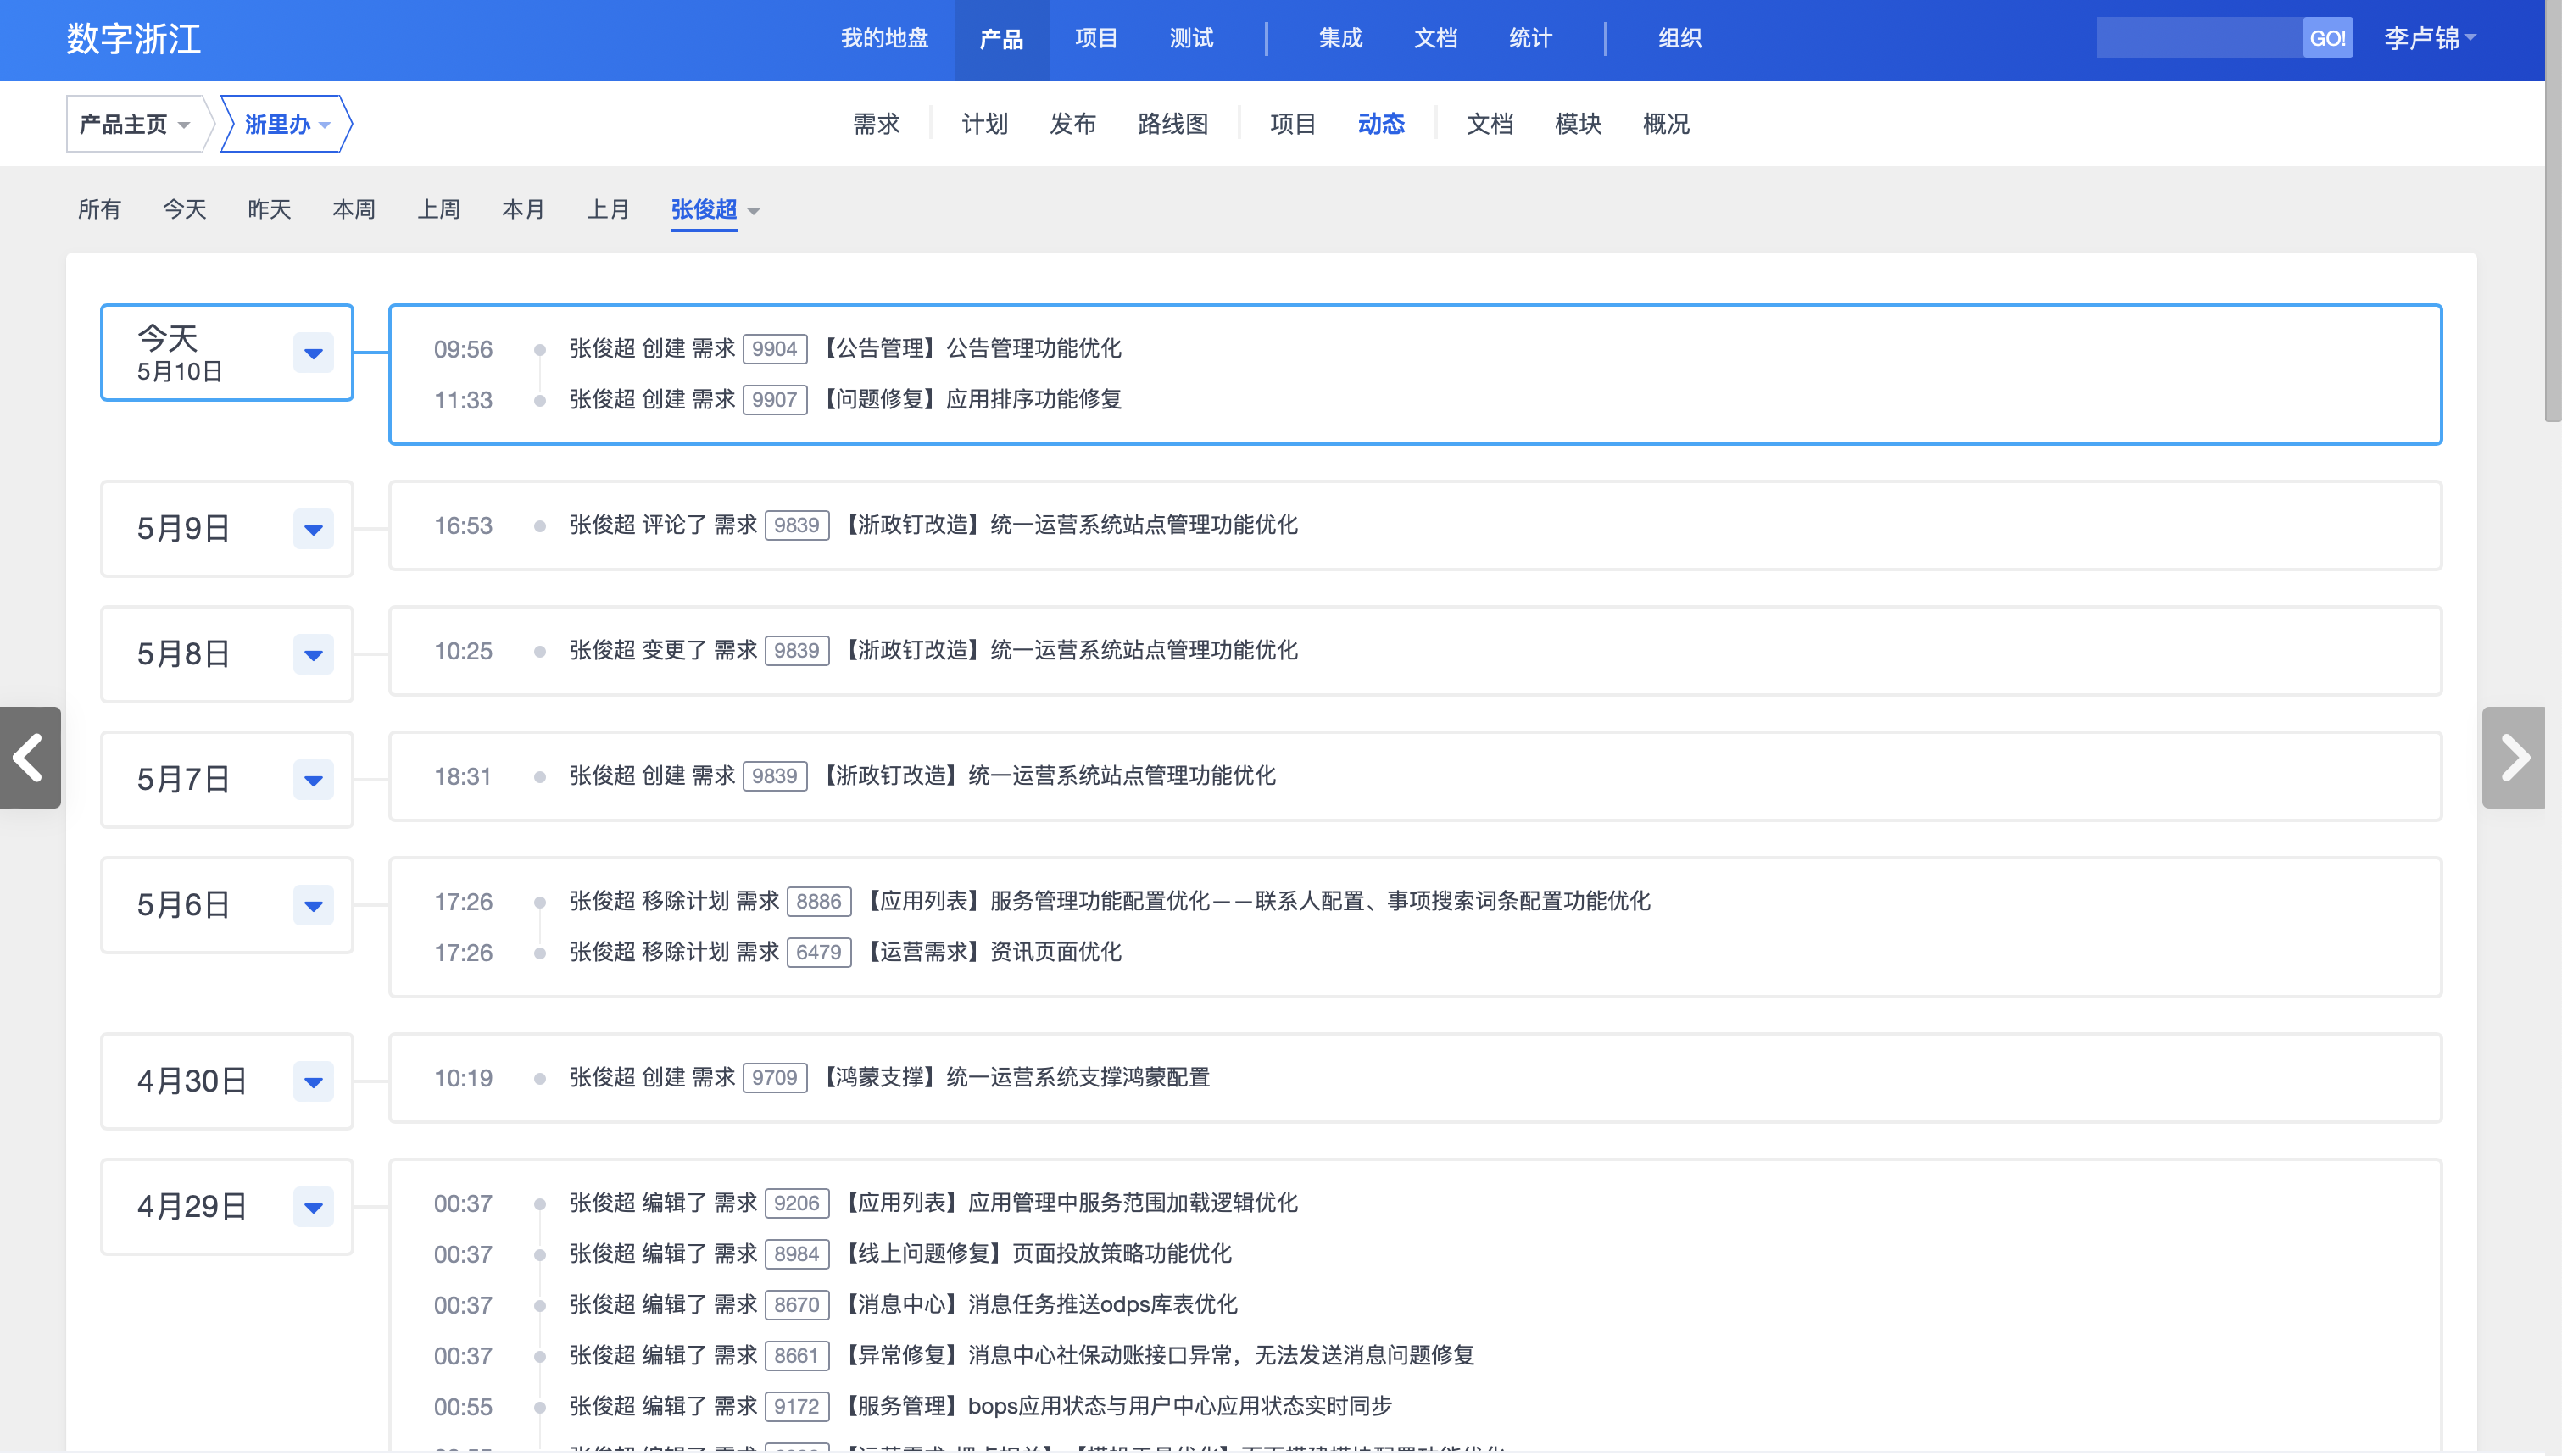 数字浙江 我的地盘 产品 项目 测试 集成 文档 统计 组织 GO! 李卢锦
产品主页 浙里办 需求 计划 发布 路线图 项目 动态 文档 模块 概况
所有 今天 昨天 本周 上周 本月 上月 张俊超
今天
5月10日
09:56 张俊超 创建 需求 9904 【公告管理】公告管理功能优化
11:33 张俊超 创建 需求 9907 【问题修复】应用排序功能修复
5月9日
16:53 张俊超 评论了 需求 9839 【浙政钉改造】统一运营系统站点管理功能优化
5月8日
10:25 张俊超 变更了 需求 9839 【浙政钉改造】统一运营系统站点管理功能优化
5月7日
18:31 张俊超 创建 需求 9839 【浙政钉改造】统一运营系统站点管理功能优化
5月6日
17:26 张俊超 移除计划 需求 8886 【应用列表】服务管理功能配置优化——联系人配置、事项搜索词条配置功能优化
17:26 张俊超 移除计划 需求 6479 【运营需求】资讯页面优化
4月30日
10:19 张俊超 创建 需求 9709 【鸿蒙支撑】统一运营系统支撑鸿蒙配置
4月29日
00:37 张俊超 编辑了 需求 9206 【应用列表】应用管理中服务范围加载逻辑优化
00:37 张俊超 编辑了 需求 8984 【线上问题修复】页面投放策略功能优化
00:37 张俊超 编辑了 需求 8670 【消息中心】消息任务推送odps库表优化
00:37 张俊超 编辑了 需求 8661 【异常修复】消息中心社保动账接口异常，无法发送消息问题修复
00:55 张俊超 编辑了 需求 9172 【服务管理】bops应用状态与用户中心应用状态实时同步